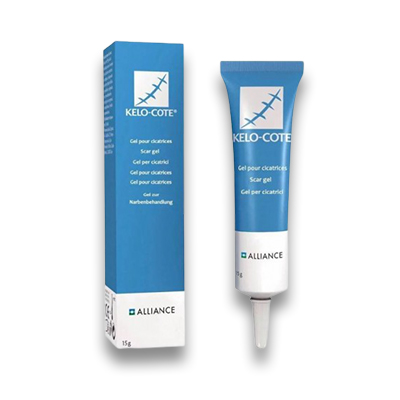 KELO-COTE®
Gel pour cicatrices
Scar gel
Gel per cicatrici
Gel pour cicatrices
Gel pour cicatrices
Gel zur
Narbenbehandlung
ALLIANCE
15g
KELO-COTE
Gel pour cicatrices
Scar gel
Gel per cicatrici
ALLIANCE